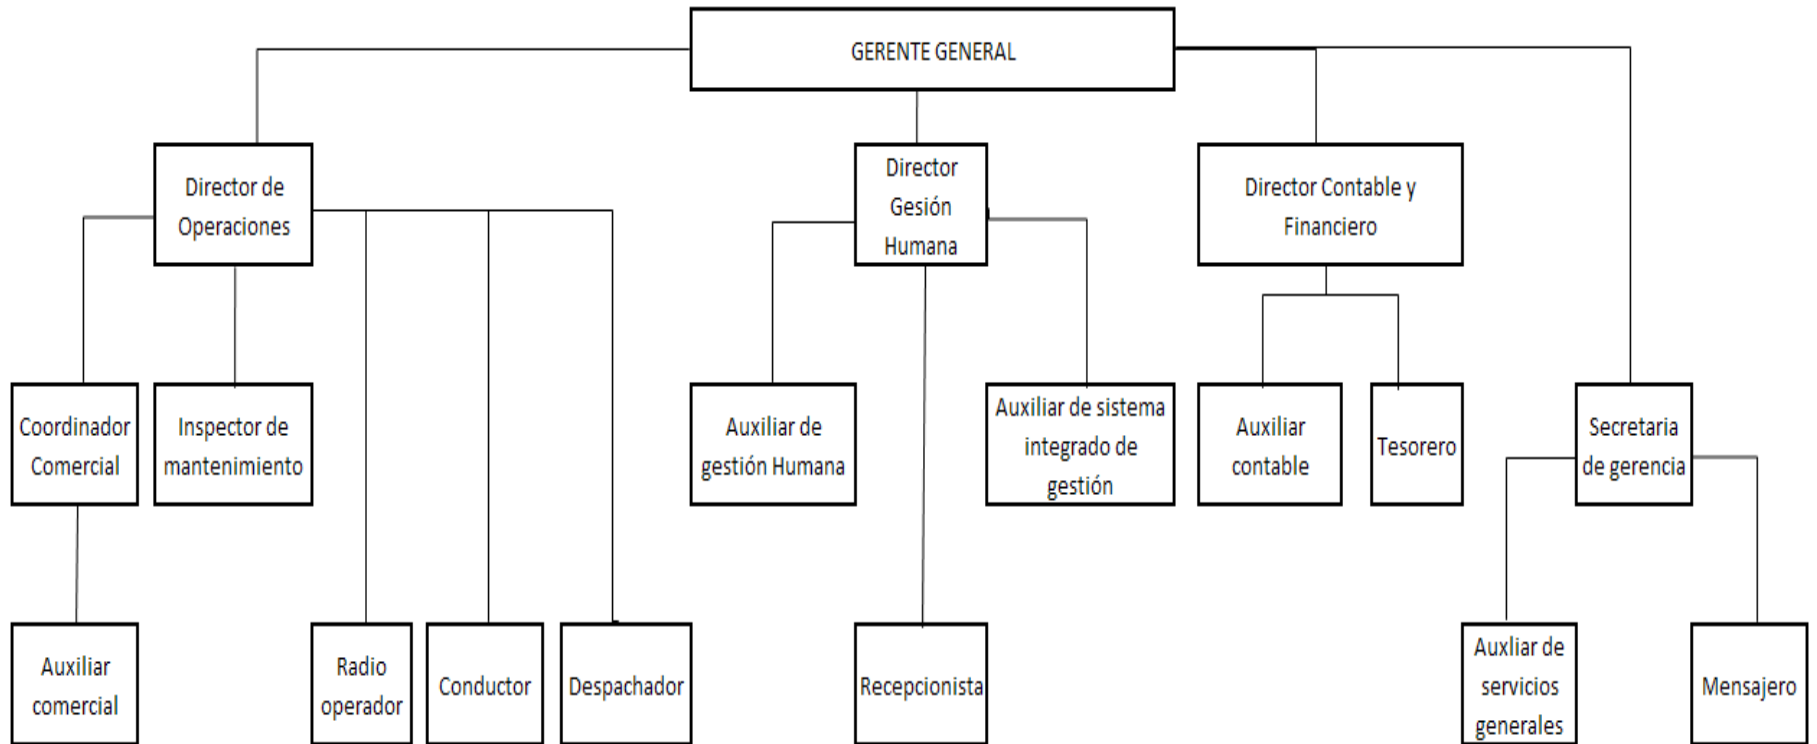 GERENTE GENERAL
Director de
Operaciones
Director
Gesión
Humana
Director Contable y
Financiero
Coordinador
Comercial
Inspector de
mantenimiento
Auxiliar de
gestión Humana
Auxiliar de sistema
integrado de
gestión
Auxiliar
contable
Tesorero
Secretaria
de gerencia
Auxiliar
comercial
Radio
operador
Conductor
Despachador
Recepcionista
Auxliar de
servicios
generales
Mensajero